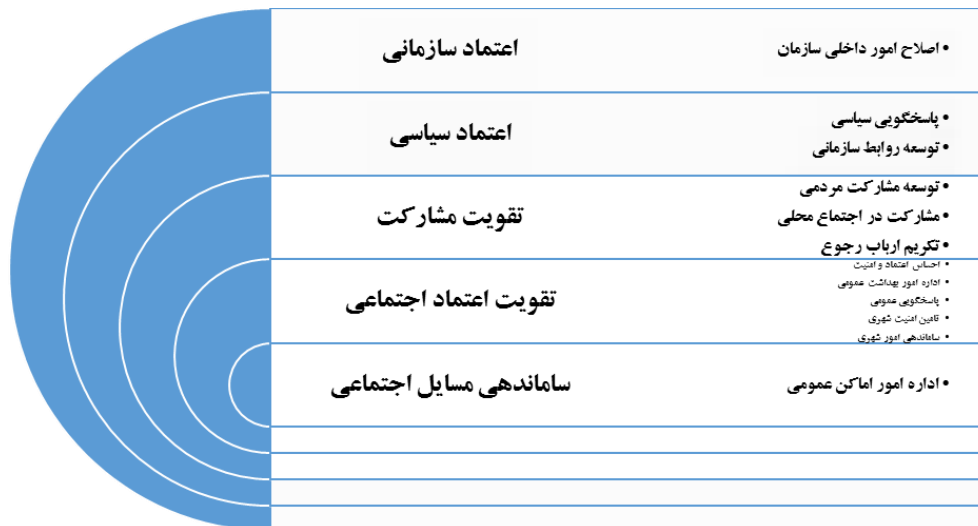 اعتماد سازمانی
• اصلاح امور داخلی سازمان
اعتماد سیاسی
• پاسخگویی سیاسی
• توسعه روابط سازمانی
تقویت مشارکت
• توسعه مشارکت مردمی
• مشارکت در اجتماع محلی
• تکریم ارباب رجوع
تقویت اعتماد اجتماعی
• احساس اعتماد و امنیت
• اداره امور بهداشت عمومی
• پاسخگویی عمومی
• تامین امنیت شهری
• ساماندهی امور شهری
ساماندهی مسایل اجتماعی
• اداره امور اماکن عمومی